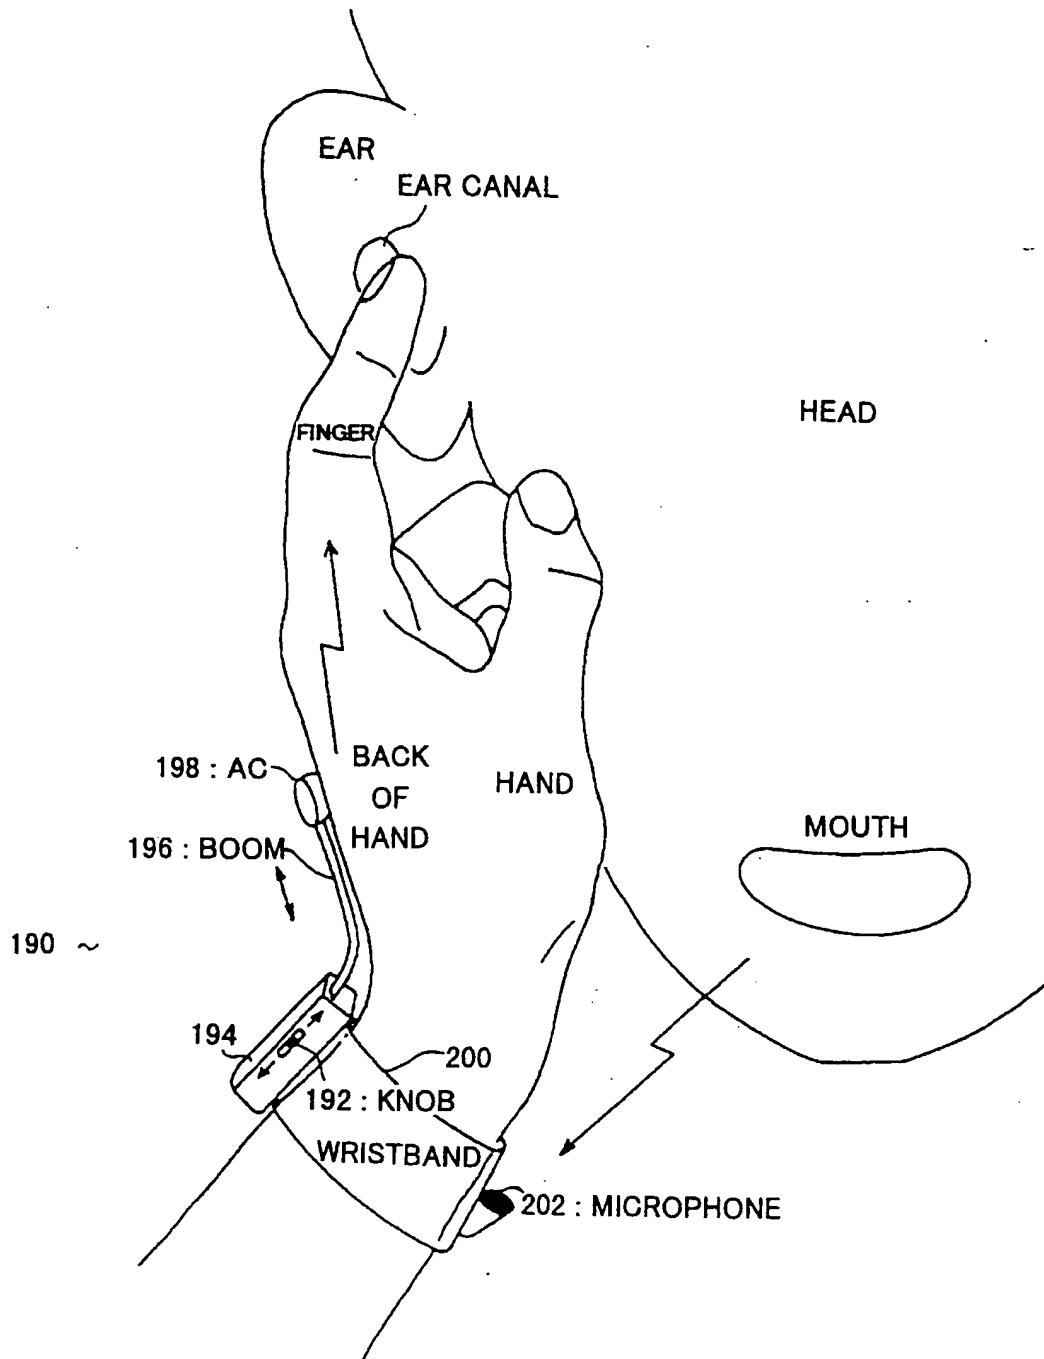 EAR
EAR CANAL
HEAD
FINGER
198 : AC
BACK
OF
HAND
HAND
MOUTH
196 : BOOM
190 ~
194
200
192 : KNOB
WRISTBAND
202 : MICROPHONE